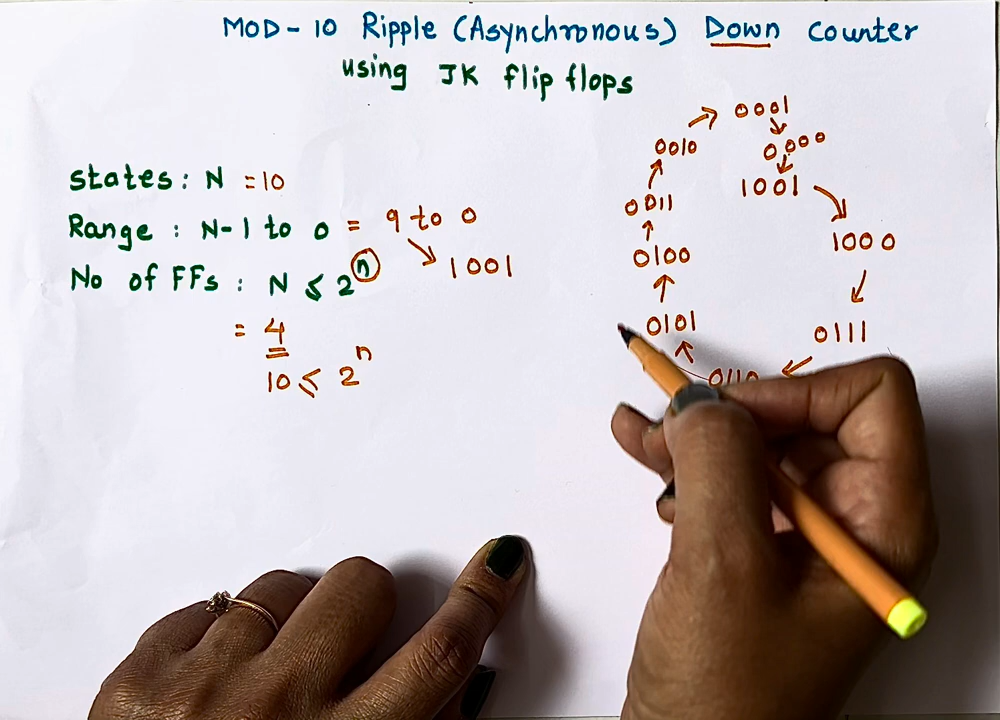 MOD-10 Ripple (Asynchronous) Down Counter
using JK flip flops
states: N = 10
Range : N-1 to 0 = 9 to 0
1001
No of FFs : N ≤ 2^n
= 4
10 ≤ 2^n
0001
0000
1001
1000
0111
0110
0101
0100
0011
0010